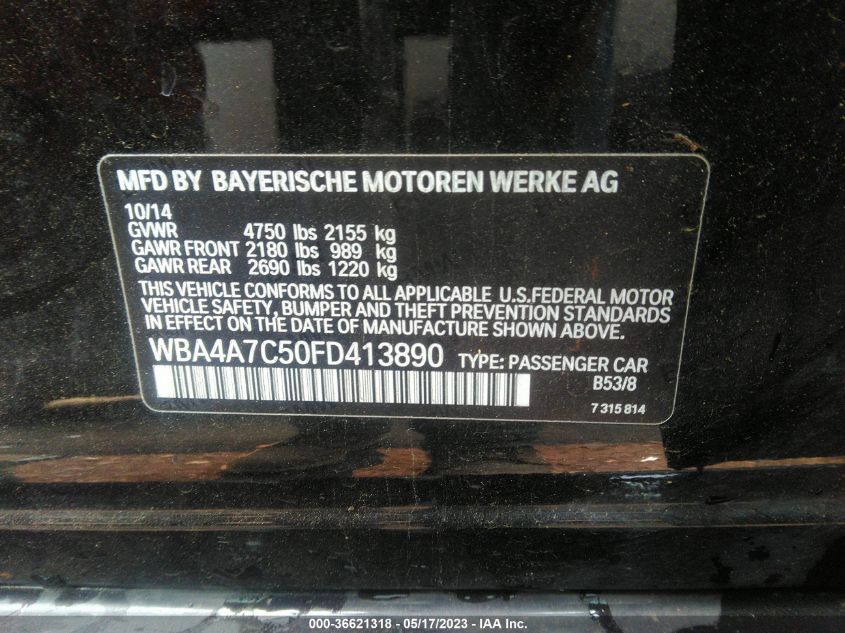 MFD BY BAYERISCHE MOTOREN WERKE AG
10/14
GVWR 4750 lbs 2155 kg
GAWR FRONT 2180 lbs 989 kg
GAWR REAR 2690 lbs 1220 kg
THIS VEHICLE CONFORMS TO ALL APPLICABLE U.S.FEDERAL MOTOR
VEHICLE SAFETY, BUMPER AND THEFT PREVENTION STANDARDS
IN EFFECT ON THE DATE OF MANUFACTURE SHOWN ABOVE.
WBA4A7C50FD413890 TYPE: PASSENGER CAR
B53/8
7 315 814
000-36621318 - 05/17/2023 - IAA Inc.